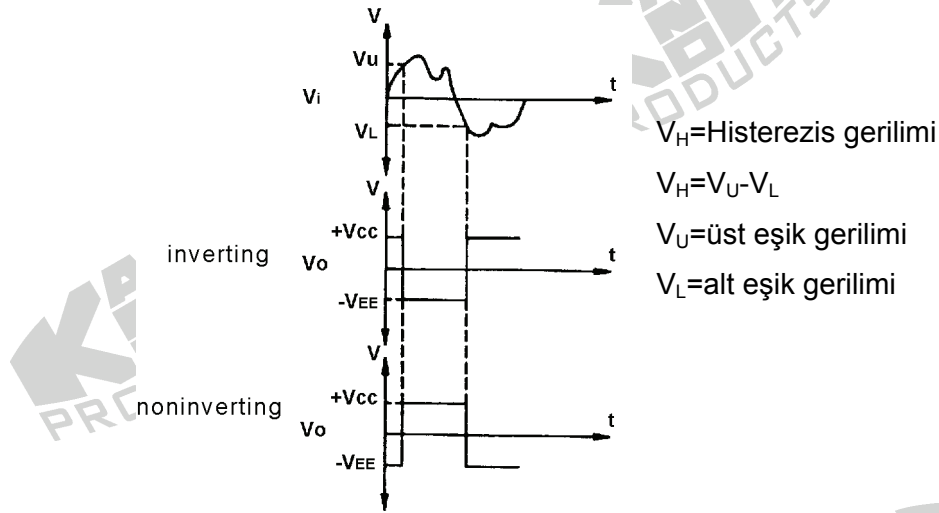 V
Vu
Vi
t
VL
VH=Histerezis gerilimi
VH=VU-VL
VU=üst eşik gerilimi
VL=alt eşik gerilimi
V
+Vcc
inverting
Vo
t
-VEE
V
+Vcc
noninverting
Vo
t
-VEE